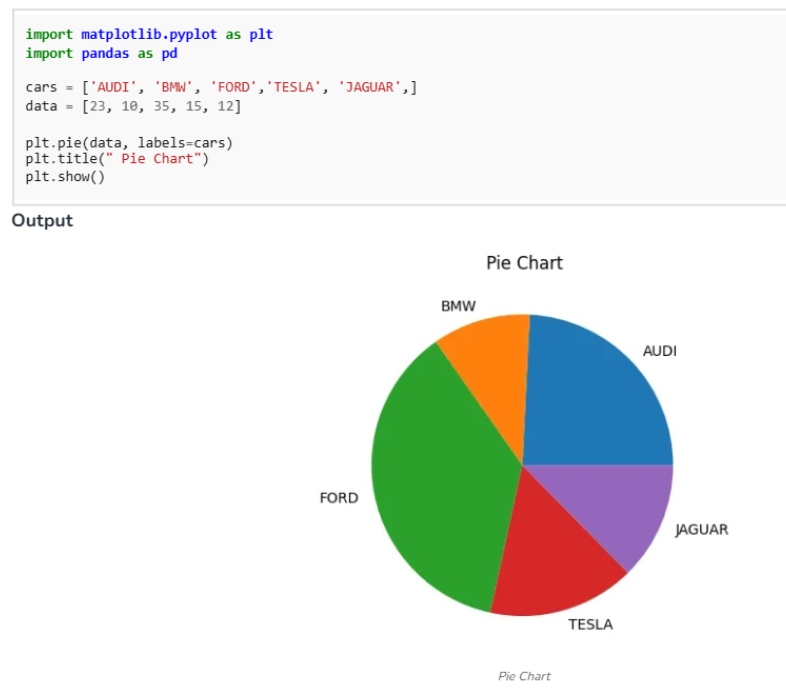 import matplotlib.pyplot as plt
import pandas as pd
cars = ['AUDI', 'BMW', 'FORD','TESLA', 'JAGUAR',]
data = [23, 10, 35, 15, 12]
plt.pie(data, labels=cars)
plt.title(" Pie Chart")
plt.show()
Output
Pie Chart
BMW
AUDI
FORD
JAGUAR
TESLA
Pie Chart